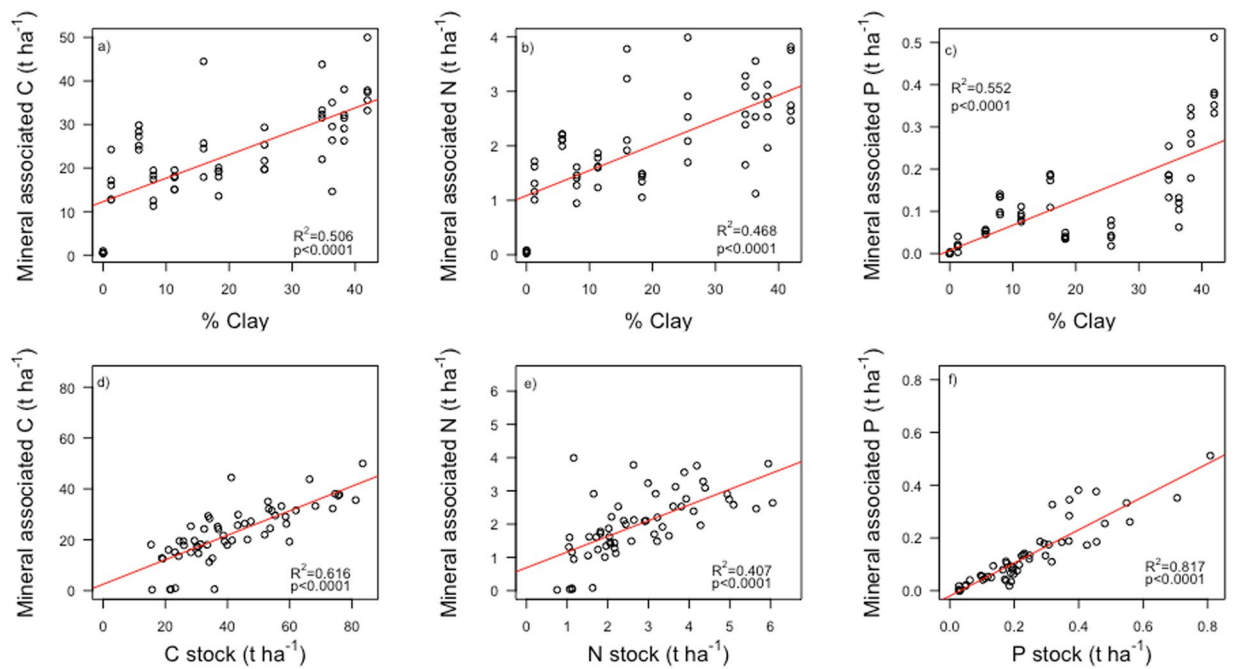 a)
Mineral associated C (t ha⁻¹)
50
40
30
20
10
0
R²=0.506
p<0.0001
0 20 40 60 80
% Clay
b)
Mineral associated N (t ha⁻¹)
4
3
2
1
0
R²=0.468
p<0.0001
0 10 20 30 40
% Clay
c)
Mineral associated P (t ha⁻¹)
0.5
0.4
0.3
0.2
0.1
0.0
R²=0.552
p<0.0001
0 10 20 30 40
% Clay
d)
Mineral associated C (t ha⁻¹)
80
60
40
20
0
R²=0.616
p<0.0001
0 20 40 60 80
C stock (t ha⁻¹)
e)
Mineral associated N (t ha⁻¹)
6
5
4
3
2
1
0
R²=0.407
p<0.0001
0 1 2 3 4 5 6
N stock (t ha⁻¹)
f)
Mineral associated P (t ha⁻¹)
0.8
0.6
0.4
0.2
0.0
R²=0.817
p<0.0001
0.0 0.2 0.4 0.6 0.8
P stock (t ha⁻¹)